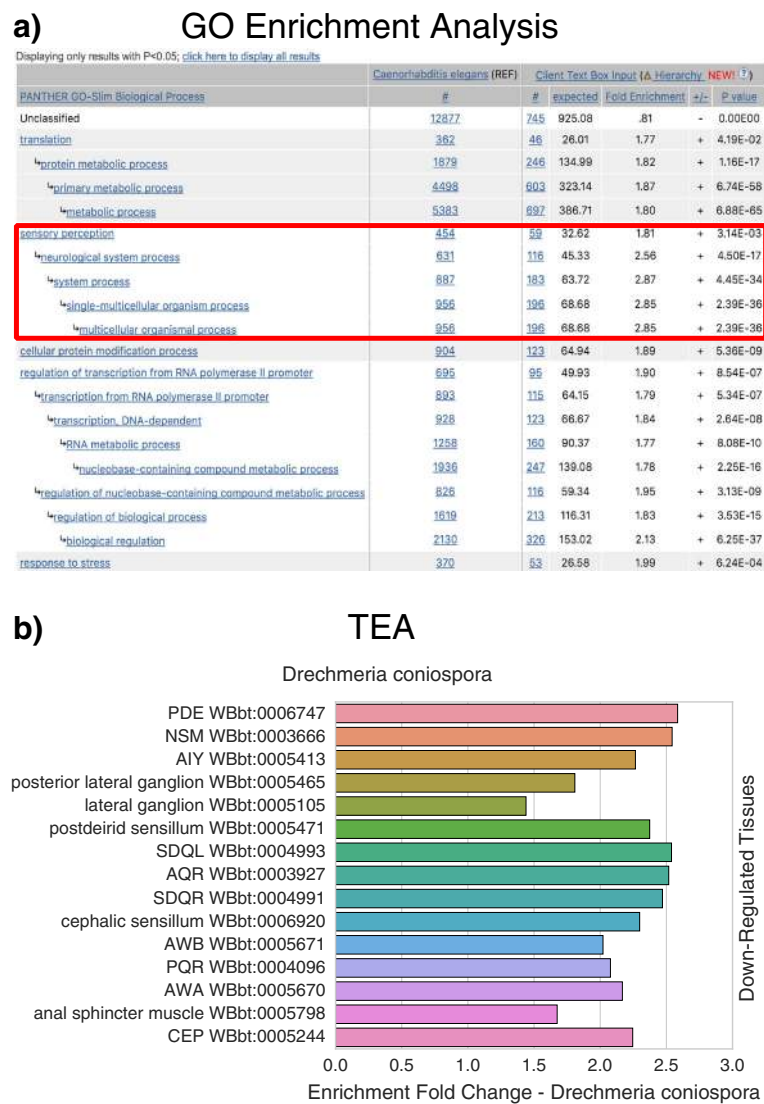 a) GO Enrichment Analysis
Displaying only results with P<0.05; click here to display all results
Caenorhabditis elegans (REF) Client Text Box Input (Δ Hierarchy NEW! ?)
PANTHER GO-Slim Biological Process # # expected Fold Enrichment +/- P value
Unclassified 12877 745 925.08 .81 - 0.00E00
translation 362 46 26.01 1.77 + 4.19E-02
↳protein metabolic process 1879 246 134.99 1.82 + 1.16E-17
↳primary metabolic process 4498 603 323.14 1.87 + 6.74E-58
↳metabolic process 5383 697 386.71 1.80 + 6.88E-65
sensory perception 454 59 32.62 1.81 + 3.14E-03
↳neurological system process 631 116 45.33 2.56 + 4.50E-17
↳system process 887 183 63.72 2.87 + 4.45E-34
↳single-multicellular organism process 956 196 68.68 2.85 + 2.39E-36
↳multicellular organismal process 956 196 68.68 2.85 + 2.39E-36
cellular protein modification process 904 123 64.94 1.89 + 5.36E-09
regulation of transcription from RNA polymerase II promoter 695 95 49.93 1.90 + 8.54E-07
↳transcription from RNA polymerase II promoter 893 115 64.15 1.79 + 5.34E-07
↳transcription, DNA-dependent 928 123 66.67 1.84 + 2.64E-08
↳RNA metabolic process 1258 160 90.37 1.77 + 8.08E-10
↳nucleobase-containing compound metabolic process 1936 247 139.08 1.78 + 2.25E-16
↳regulation of nucleobase-containing compound metabolic process 826 116 59.34 1.95 + 3.13E-09
↳regulation of biological process 1619 213 116.31 1.83 + 3.53E-15
↳biological regulation 2130 326 153.02 2.13 + 6.25E-37
response to stress 370 53 26.58 1.99 + 6.24E-04
b) TEA
Drechmeria coniospora
PDE WBbt:0006747
NSM WBbt:0003666
AIY WBbt:0005413
posterior lateral ganglion WBbt:0005465
lateral ganglion WBbt:0005105
postdeirid sensillum WBbt:0005471
SDQL WBbt:0004993
AQR WBbt:0003927
SDQR WBbt:0004991
cephalic sensillum WBbt:0006920
AWB WBbt:0005671
PQR WBbt:0004096
AWA WBbt:0005670
anal sphincter muscle WBbt:0005798
CEP WBbt:0005244
Down-Regulated Tissues
0.0 0.5 1.0 1.5 2.0 2.5 3.0
Enrichment Fold Change - Drechmeria coniospora